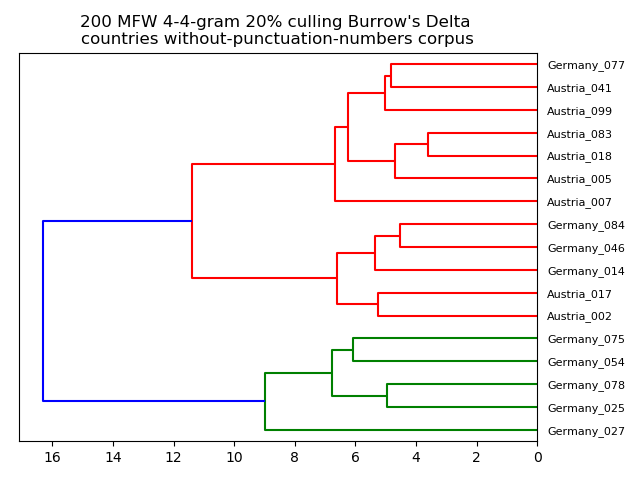 200 MFW 4-4-gram 20% culling Burrow's Delta
countries without-punctuation-numbers corpus
Germany_077
Austria_041
Austria_099
Austria_083
Austria_018
Austria_005
Austria_007
Germany_084
Germany_046
Germany_014
Austria_017
Austria_002
Germany_075
Germany_054
Germany_078
Germany_025
Germany_027
16 14 12 10 8 6 4 2 0